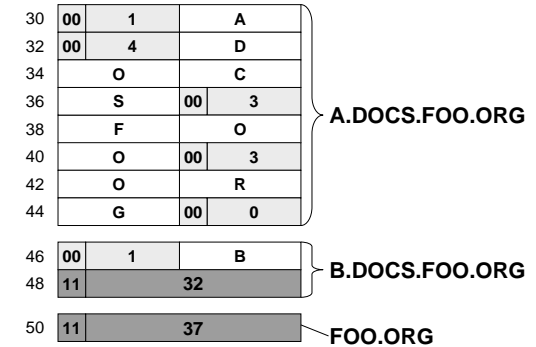 30 00 1 A
32 00 4 D
34 O C
36 S 00 3
38 F O
A.DOCS.FOO.ORG
40 O 00 3
42 O R
44 G 00 0
46 00 1 B
B.DOCS.FOO.ORG
48 11 32
50 11 37
FOO.ORG